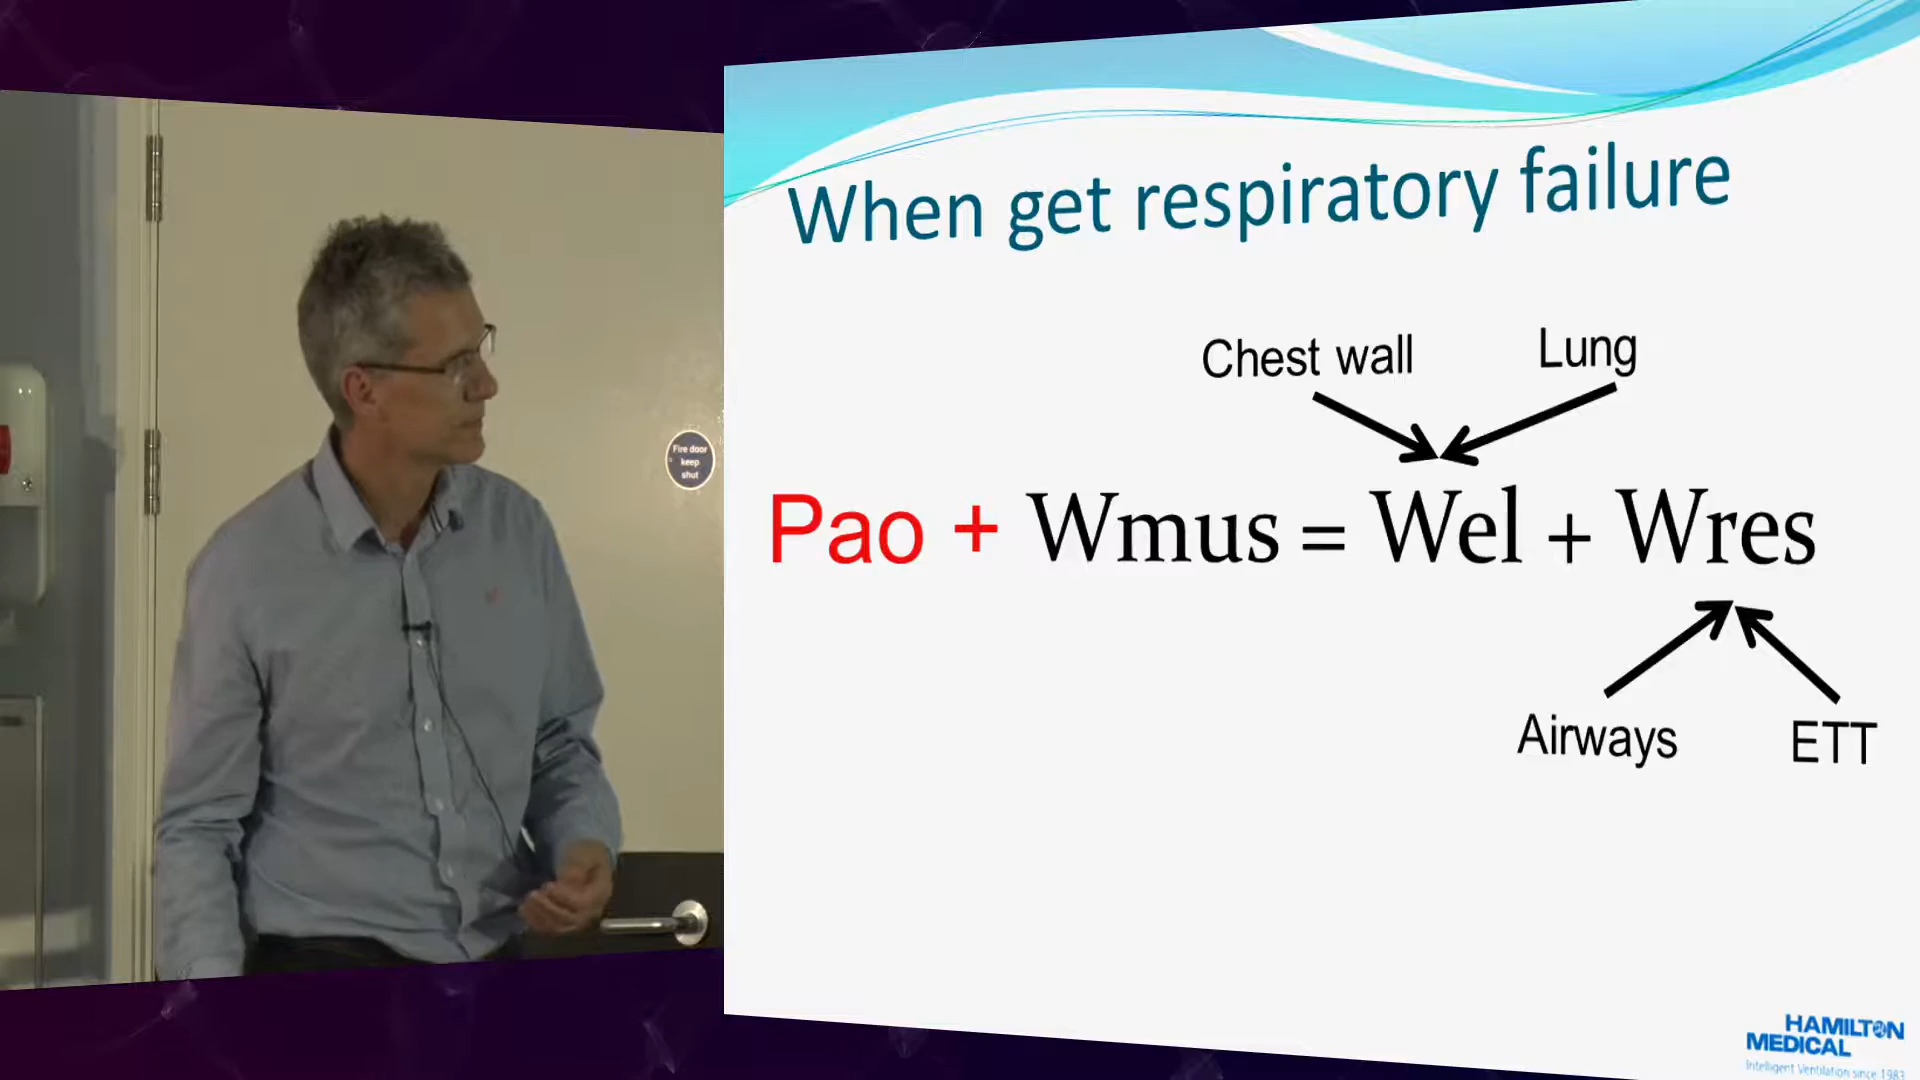 Fire door
keep
shut
When get respiratory failure
Chest wall
Lung
Pao + Wmus = Wel + Wres
Airways
ETT
HAMILTON
MEDICAL
Intelligent Ventilation since 1983